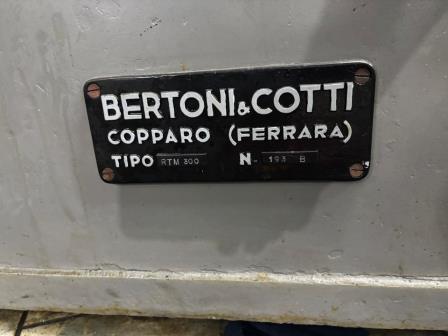 BERTONI & COTTI
COPPARO (FERRARA)
TIPO RTM 300 N- 193 B